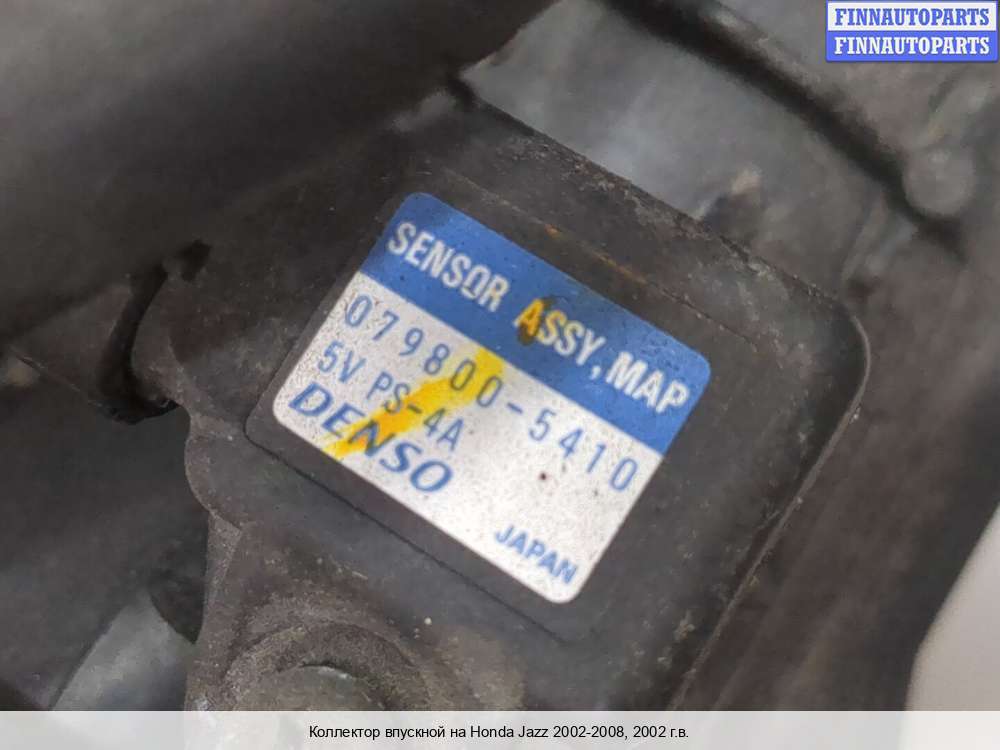 FINNAUTOPARTS
FINNAUTOPARTS
SENSOR ASSY, MAP
079800-5410
5V PS-4A
DENSO
JAPAN
Коллектор впускной на Honda Jazz 2002-2008, 2002 г.в.